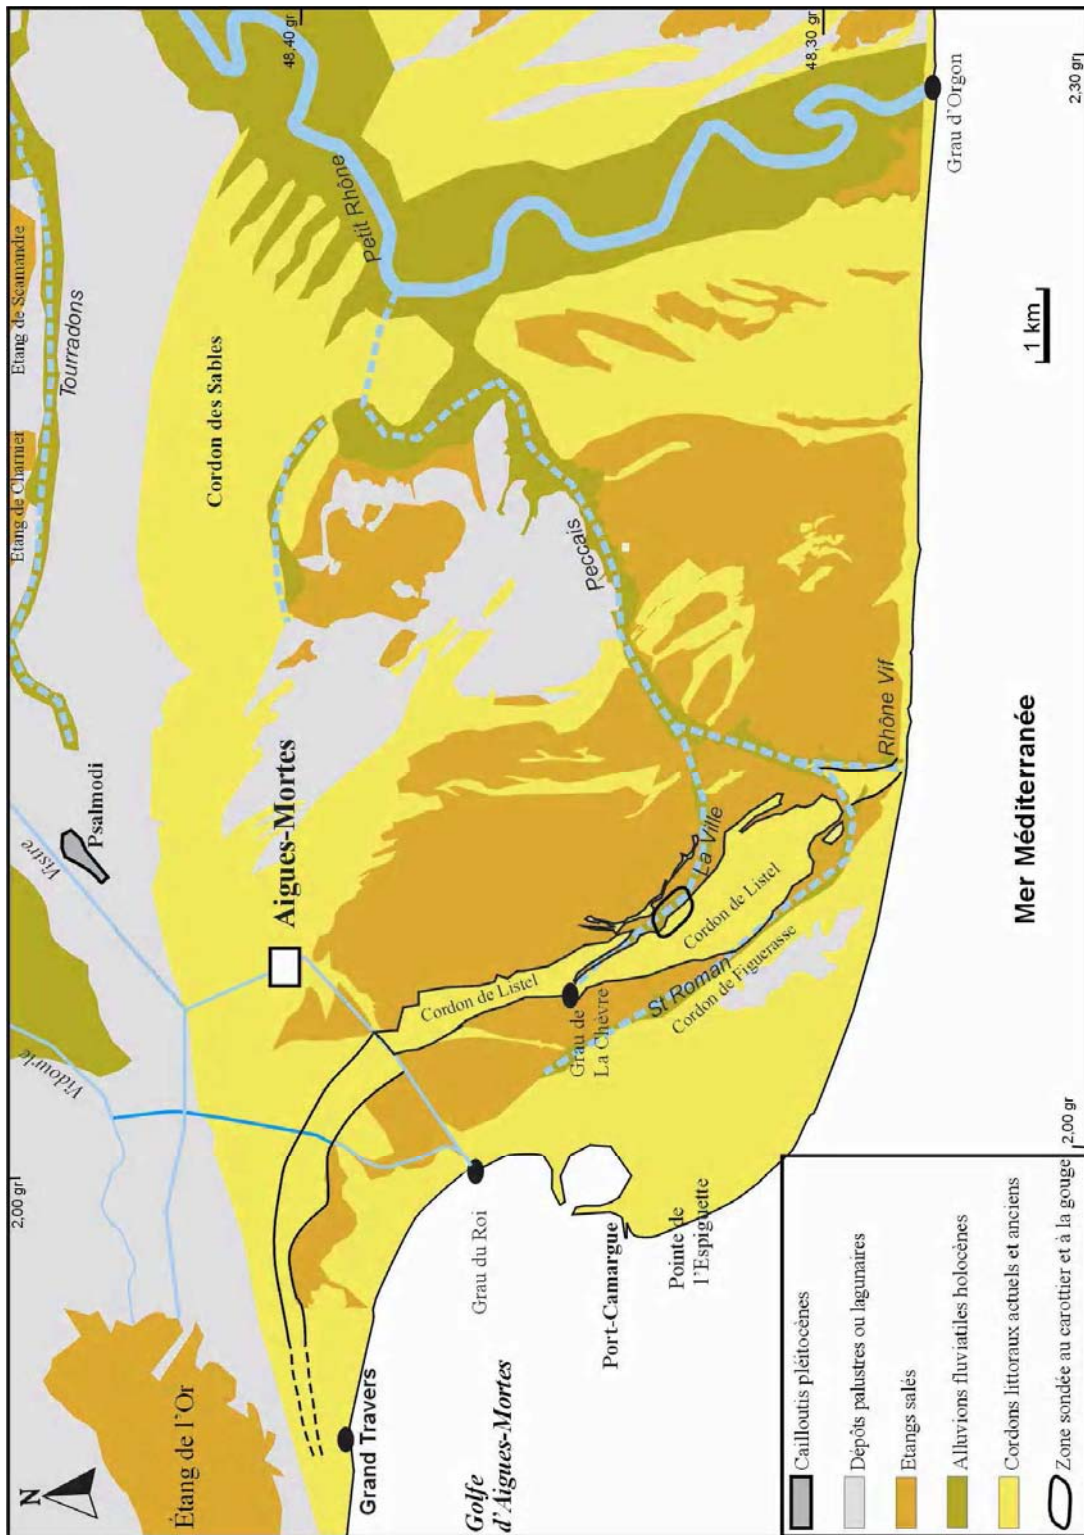 N
2,00 gr
Étang de l'Or
Vidourle
Vistre
Psalmodi
Etang de Charnier
Etang de Scamandre
Tourradons
48,40 gr
Aigues-Mortes
Cordon des Sables
Petit Rhône
Grand Travers
Golfe
d'Aigues-Mortes
Grau du Roi
Cordon de Listel
Grau de
La Chèvre
St Roman
Cordon de Figuerasse
Cordon de Listel
La Ville
Peccais
Rhône Vif
Port-Camargue
Pointe de
l'Espiguette
Mer Méditerranée
1 km
48,30 gr
Grau d'Orgon
2,30 gr
2,00 gr
Cailloutis pléitocènes
Dépôts palustres ou lagunaires
Etangs salés
Alluvions fluviatiles holocènes
Cordons littoraux actuels et anciens
Zone sondée au carottier et à la gouge